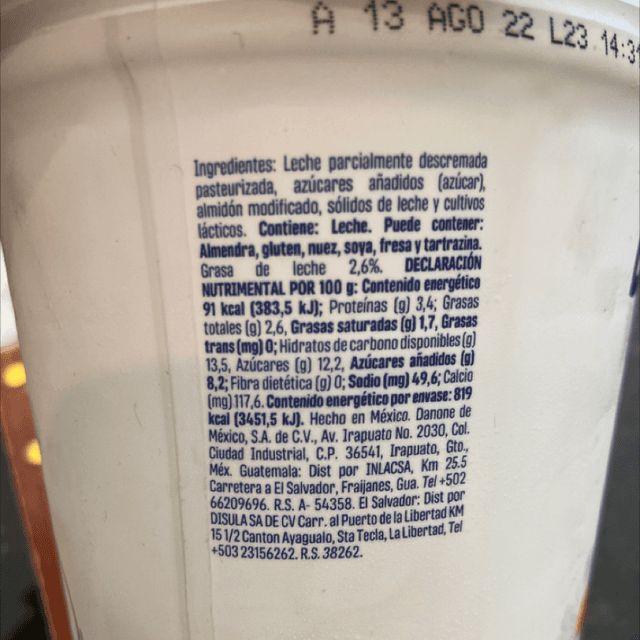 A 13 AGO 22 L23 14:3
Ingredientes: Leche parcialmente descremada
pasteurizada, azúcares añadidos (azúcar),
almidón modificado, sólidos de leche y cultivos
lácticos. Contiene: Leche. Puede contener:
Almendra, gluten, nuez, soya, fresa y tartrazina.
Grasa de leche 2,6%. DECLARACIÓN
NUTRIMENTAL POR 100 g: Contenido energético
91 kcal (383,5 kJ); Proteínas (g) 3,4; Grasas
totales (g) 2,6, Grasas saturadas (g) 1,7, Grasas
trans (mg) 0; Hidratos de carbono disponibles (g)
13,5, Azúcares (g) 12,2, Azúcares añadidos (g)
8,2; Fibra dietética (g) 0; Sodio (mg) 49,6; Calcio
(mg) 117,6. Contenido energético por envase: 819
kcal (3451,5 kJ). Hecho en México. Danone de
México, S.A. de C.V., Av. Irapuato No. 2030, Col.
Ciudad Industrial, C.P. 36541, Irapuato, Gto.,
Méx. Guatemala: Dist por INLACSA, Km 25.5
Carretera a El Salvador, Fraijanes, Gua. Tel +502
66209696. R.S. A- 54358. El Salvador: Dist por
DISULA SA DE CV Carr. al Puerto de la Libertad KM
15 1/2 Canton Ayagualo, Sta Tecla, La Libertad, Tel
+503 23156262. R.S. 38262.